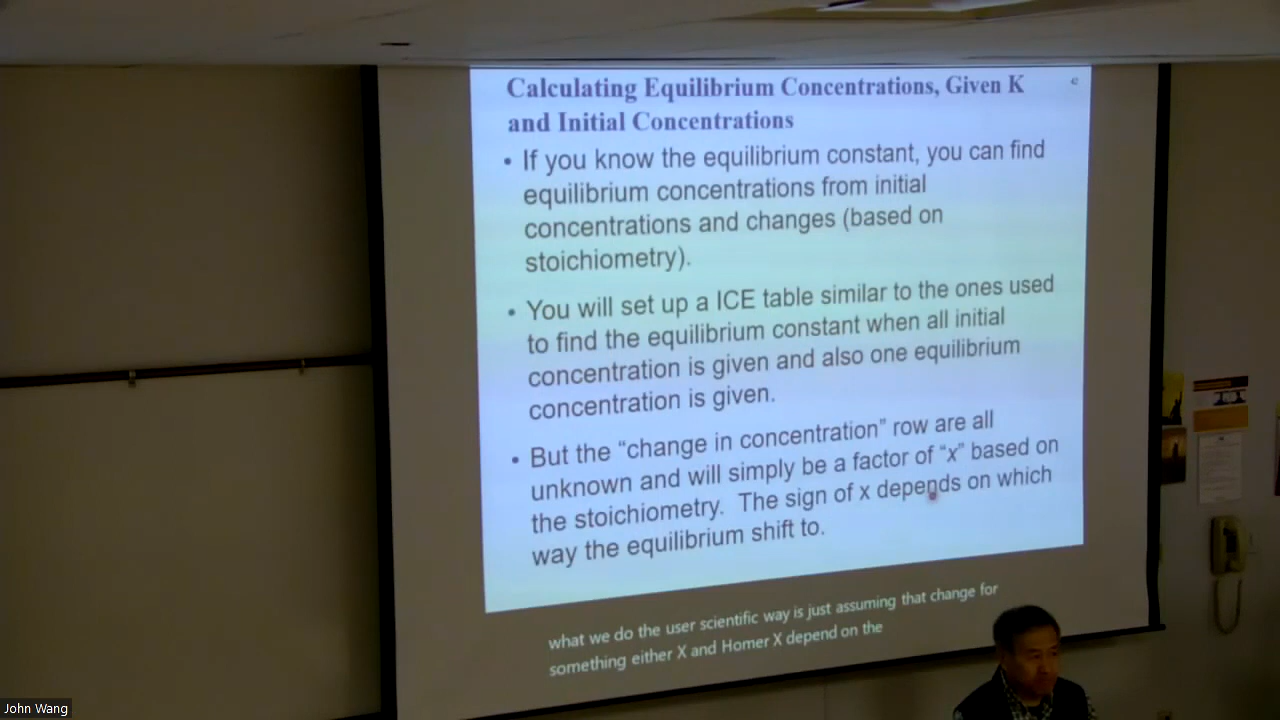 Calculating Equilibrium Concentrations, Given K
and Initial Concentrations
• If you know the equilibrium constant, you can find
equilibrium concentrations from initial
concentrations and changes (based on
stoichiometry).
• You will set up a ICE table similar to the ones used
to find the equilibrium constant when all initial
concentration is given and also one equilibrium
concentration is given.
• But the “change in concentration” row are all
unknown and will simply be a factor of “x” based on
the stoichiometry. The sign of x depends on which
way the equilibrium shift to.
what we do the user scientific way is just assuming that change for
something either X and Homer X depend on the
John Wang